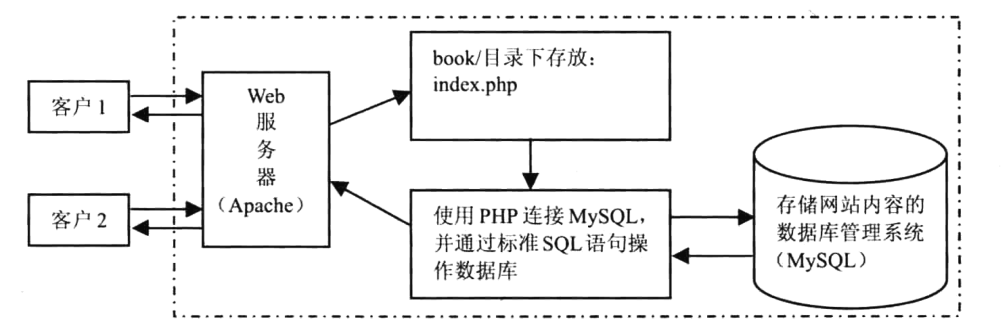 客户 1
客户 2
Web
服
务
器
（Apache）
book/目录下存放：
index.php
使用 PHP 连接 MySQL，
并通过标准 SQL 语句操
作数据库
存储网站内容的
数据库管理系统
（MySQL）